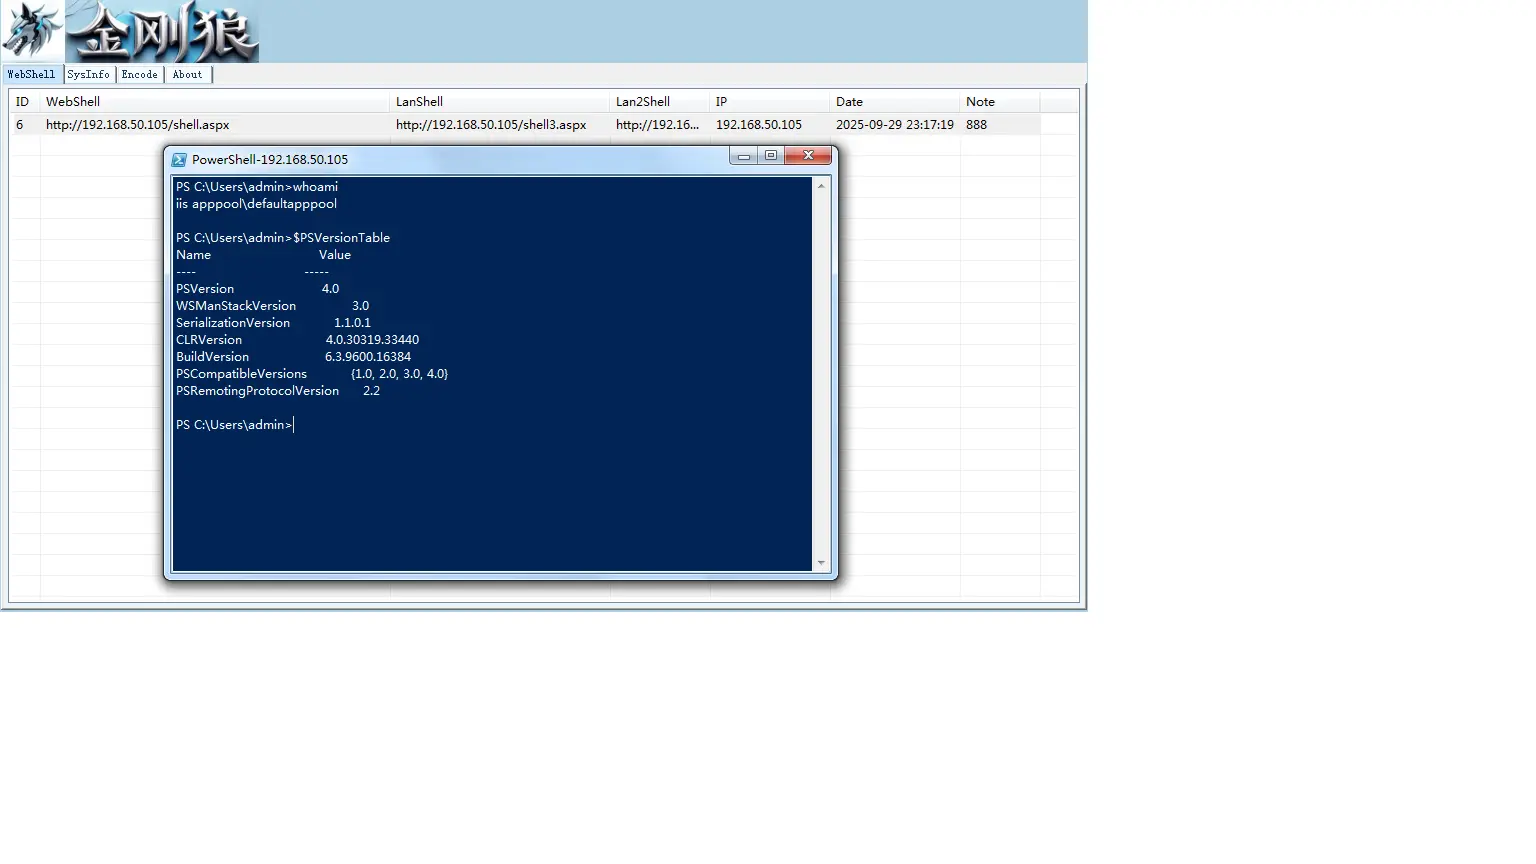 金刚狼
WebShell SysInfo Encode About
ID WebShell LanShell Lan2Shell IP Date Note
6 http://192.168.50.105/shell.aspx http://192.168.50.105/shell3.aspx http://192.16... 192.168.50.105 2025-09-29 23:17:19 888
PowerShell-192.168.50.105
PS C:\Users\admin>whoami
iis apppool\defaultapppool
PS C:\Users\admin>$PSVersionTable
Name Value
---- -----
PSVersion 4.0
WSManStackVersion 3.0
SerializationVersion 1.1.0.1
CLRVersion 4.0.30319.33440
BuildVersion 6.3.9600.16384
PSCompatibleVersions {1.0, 2.0, 3.0, 4.0}
PSRemotingProtocolVersion 2.2
PS C:\Users\admin>